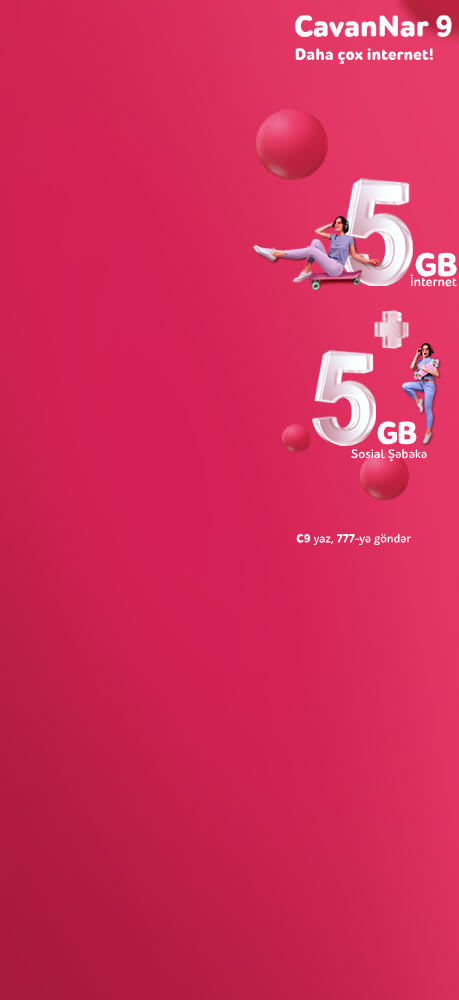 CavanNar 9
Daha çox internet!
5 GB
İnternet
+
5 GB
Sosial Şəbəkə
C9 yaz, 777-yə göndər